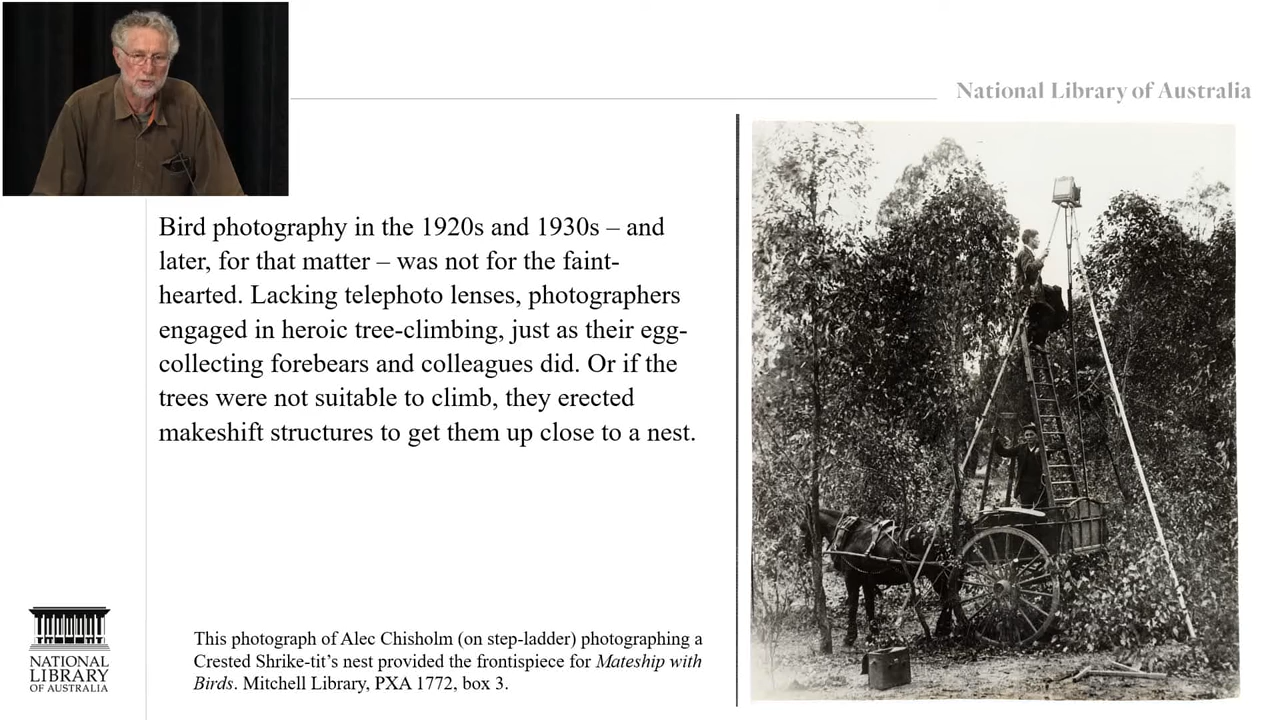 National Library of Australia
Bird photography in the 1920s and 1930s – and
later, for that matter – was not for the faint-
hearted. Lacking telephoto lenses, photographers
engaged in heroic tree-climbing, just as their egg-
collecting forebears and colleagues did. Or if the
trees were not suitable to climb, they erected
makeshift structures to get them up close to a nest.
This photograph of Alec Chisholm (on step-ladder) photographing a
Crested Shrike-tit’s nest provided the frontispiece for Mateship with
Birds. Mitchell Library, PXA 1772, box 3.
NATIONAL
LIBRARY
OF AUSTRALIA